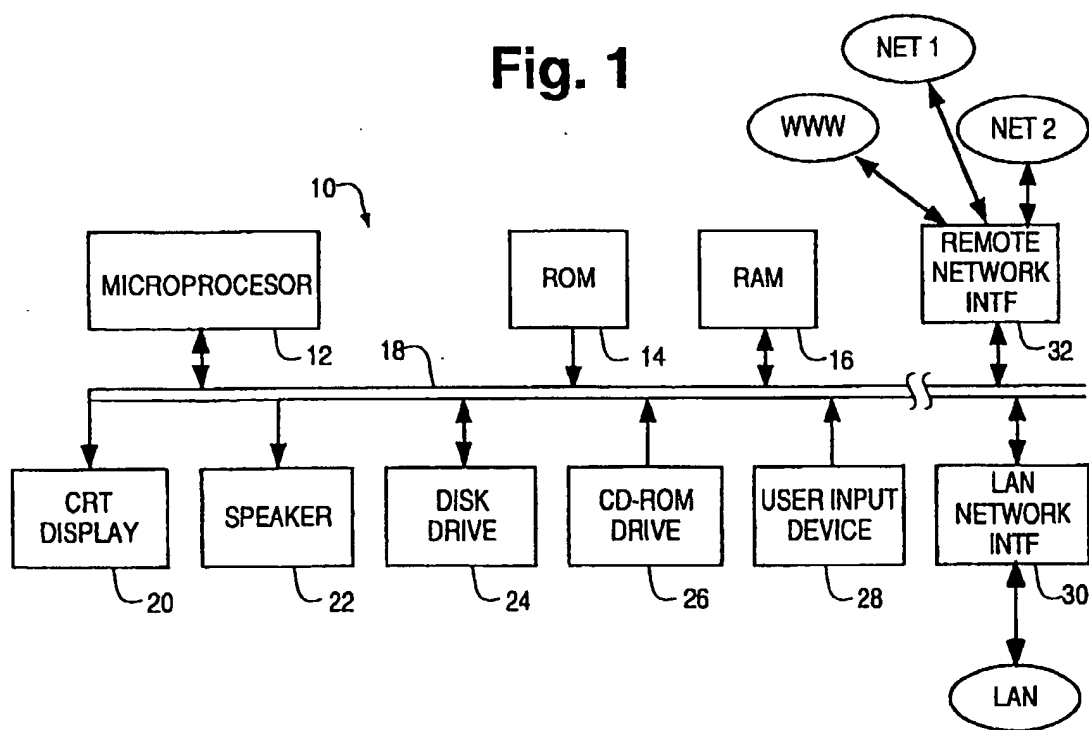 Fig. 1
NET 1
WWW
NET 2
10
MICROPROCESOR
ROM
RAM
REMOTE
NETWORK
INTF
12
18
14
16
32
CRT
DISPLAY
SPEAKER
DISK
DRIVE
CD-ROM
DRIVE
USER INPUT
DEVICE
LAN
NETWORK
INTF
20
22
24
26
28
30
LAN